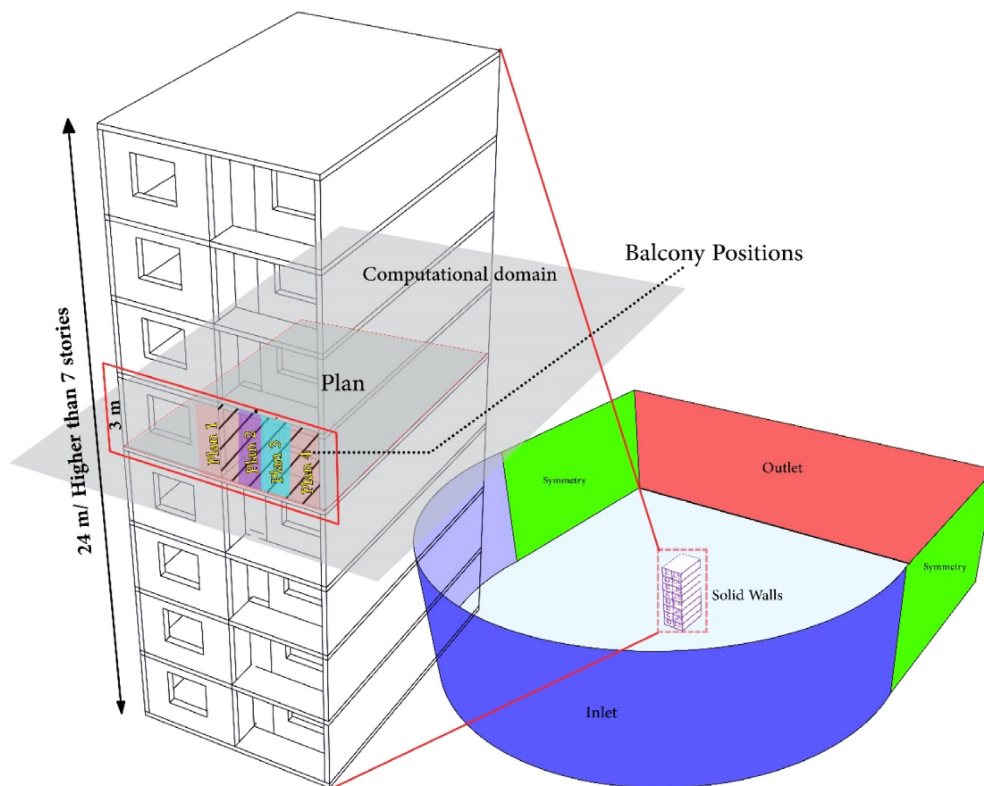 Balcony Positions
Computational domain
Plan
24 m/ Higher than 7 stories
3 m
Plan 1
Plan 2
Plan 3
Plan 4
Symmetry
Outlet
Symmetry
Solid Walls
Inlet